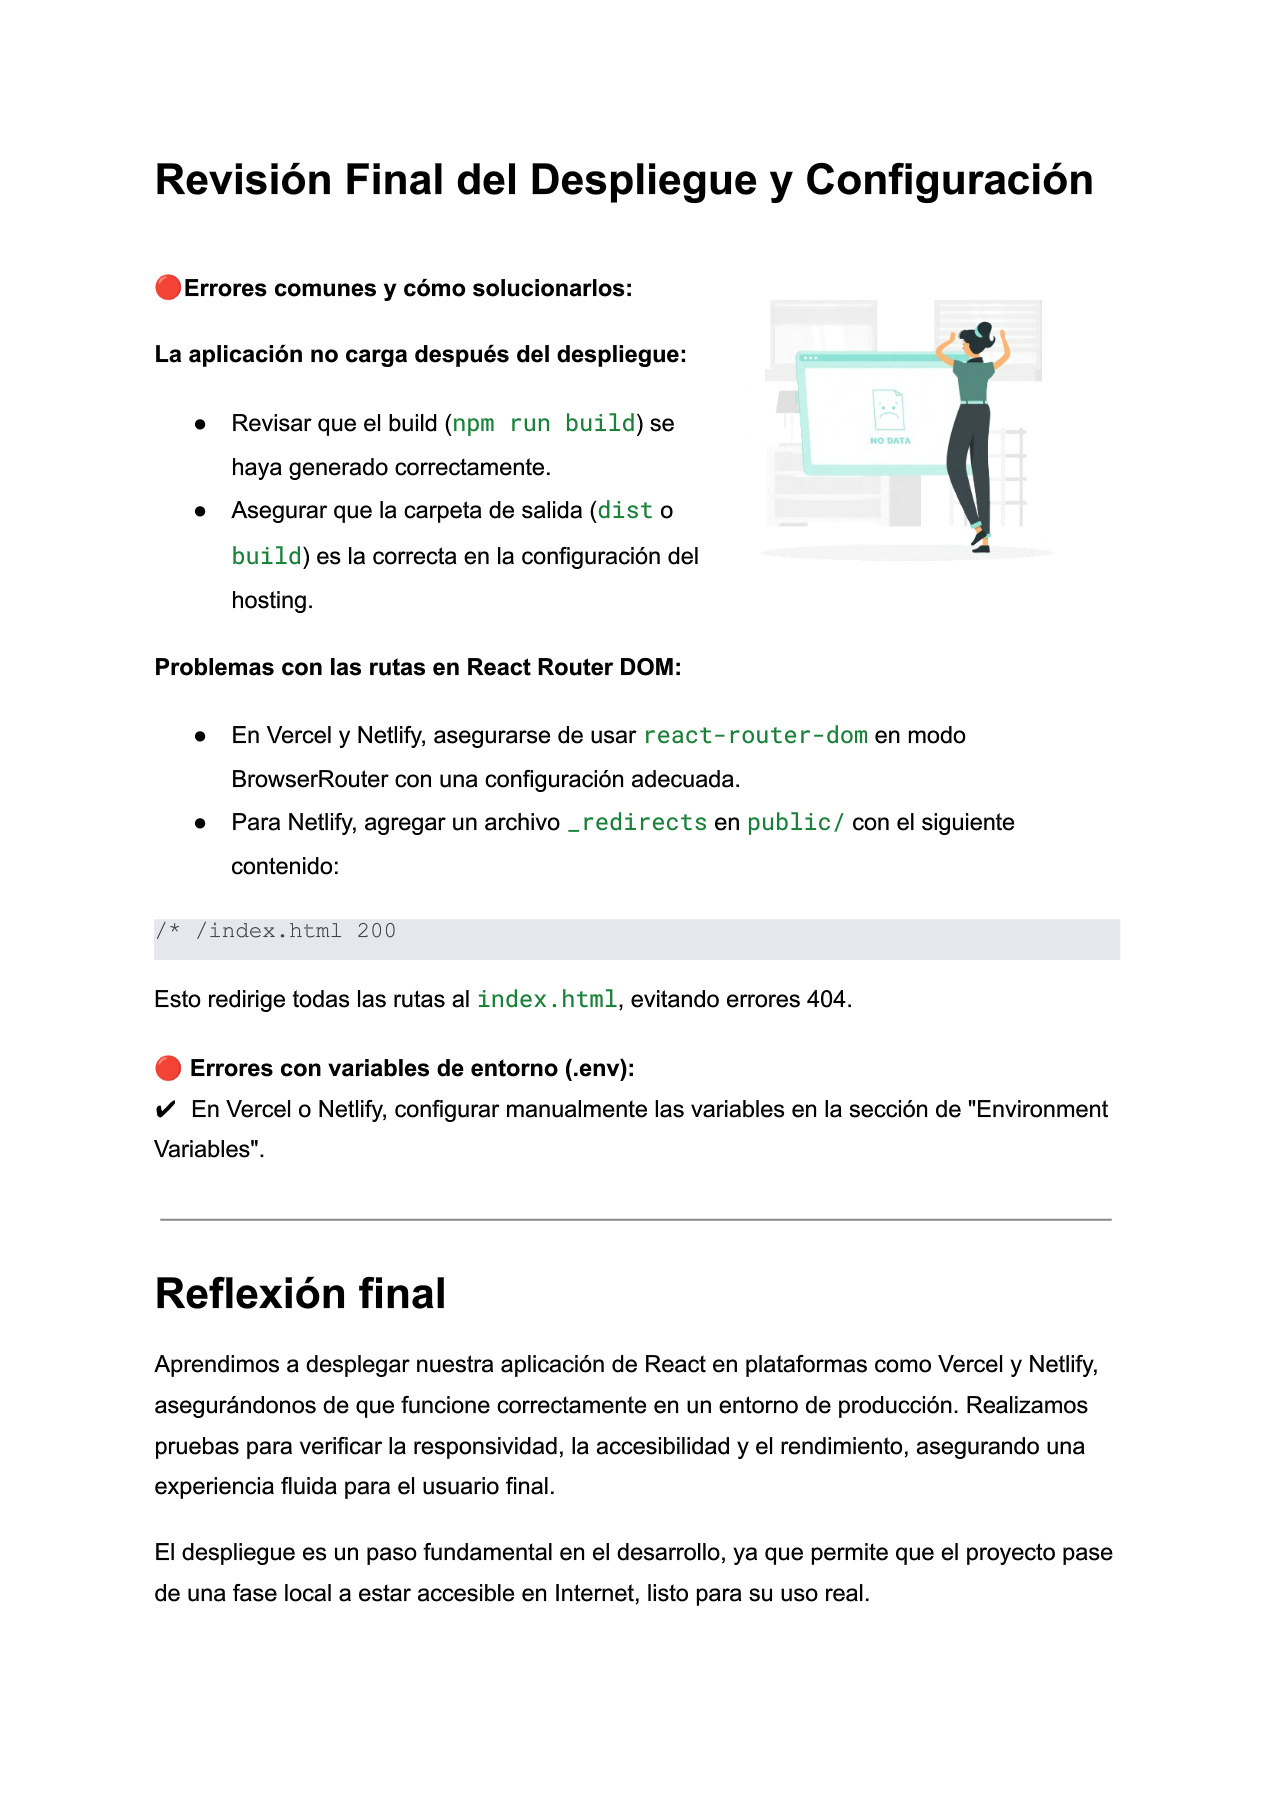 Revisión Final del Despliegue y Configuración
🔴Errores comunes y cómo solucionarlos:
La aplicación no carga después del despliegue:
● Revisar que el build (npm run build) se
haya generado correctamente.
● Asegurar que la carpeta de salida (dist o
build) es la correcta en la configuración del
hosting.
NO DATA
Problemas con las rutas en React Router DOM:
● En Vercel y Netlify, asegurarse de usar react-router-dom en modo
BrowserRouter con una configuración adecuada.
● Para Netlify, agregar un archivo _redirects en public/ con el siguiente
contenido:
/* /index.html 200
Esto redirige todas las rutas al index.html, evitando errores 404.
🔴 Errores con variables de entorno (.env):
✔ En Vercel o Netlify, configurar manualmente las variables en la sección de "Environment
Variables".
Reflexión final
Aprendimos a desplegar nuestra aplicación de React en plataformas como Vercel y Netlify,
asegurándonos de que funcione correctamente en un entorno de producción. Realizamos
pruebas para verificar la responsividad, la accesibilidad y el rendimiento, asegurando una
experiencia fluida para el usuario final.
El despliegue es un paso fundamental en el desarrollo, ya que permite que el proyecto pase
de una fase local a estar accesible en Internet, listo para su uso real.